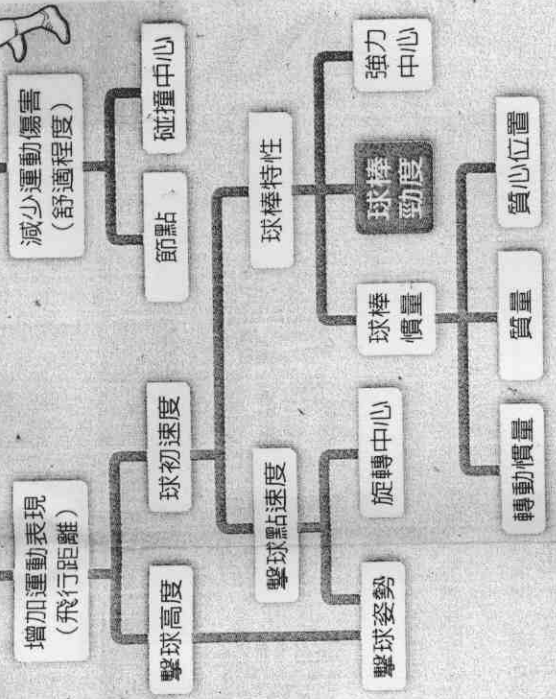 增加運動表現
（飛行距離）
減少運動傷害
（舒適程度）
擊球高度
球初速度
節點
碰撞中心
擊球點速度
球棒特性
擊球姿勢
旋轉中心
球棒
慣量
球棒
勁度
強力
中心
轉動慣量
質量
質心位置